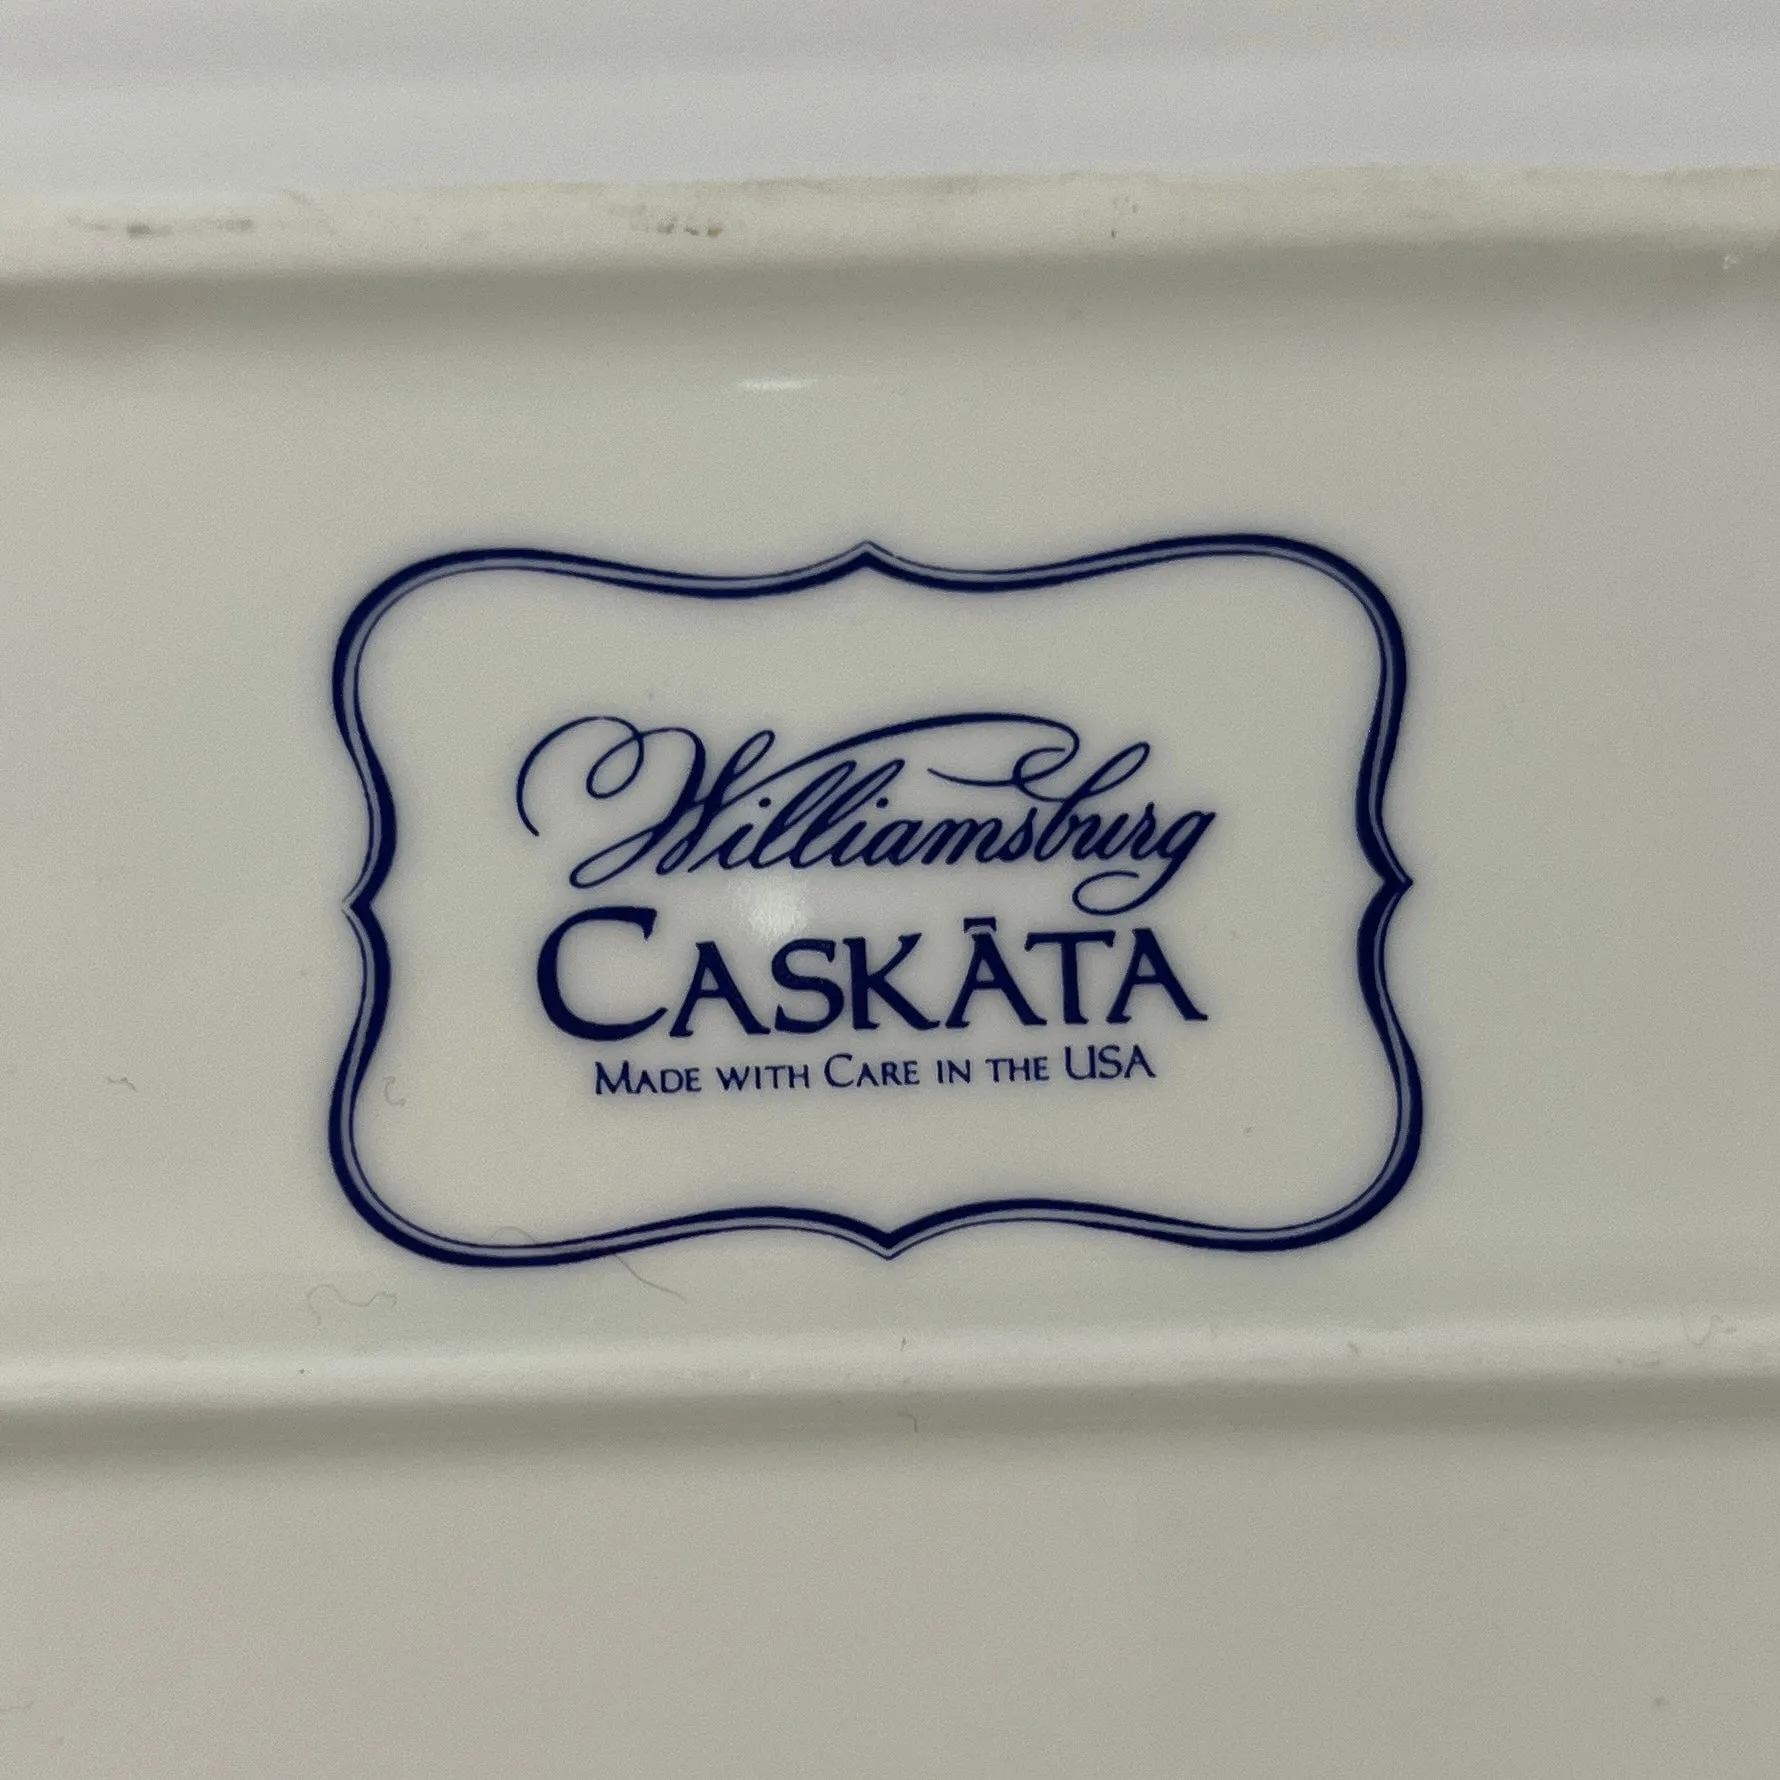 Williamsburg
CASKĀTA
MADE WITH CARE IN THE USA